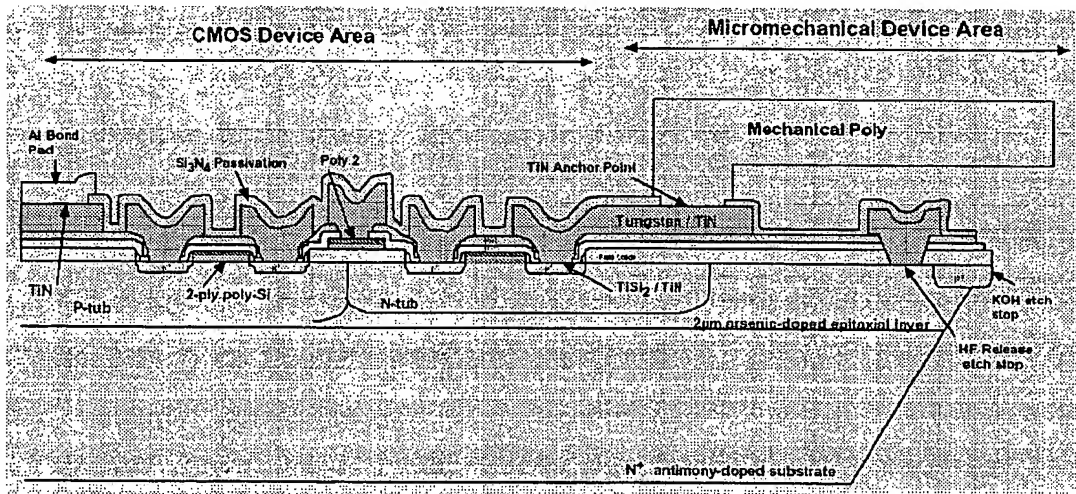 CMOS Device Area
Micromechanical Device Area
Al Bond
Pad
Si3N4 Passivation
Poly 2
TiN Anchor Point
Mechanical Poly
Tungsten / TiN
TiN
P-tub
2-ply poly-Si
N-tub
TiSi2 / TiN
KOH etch
stop
2µm arsenic-doped epitaxial layer
HF Release
etch stop
N+ antimony-doped substrate